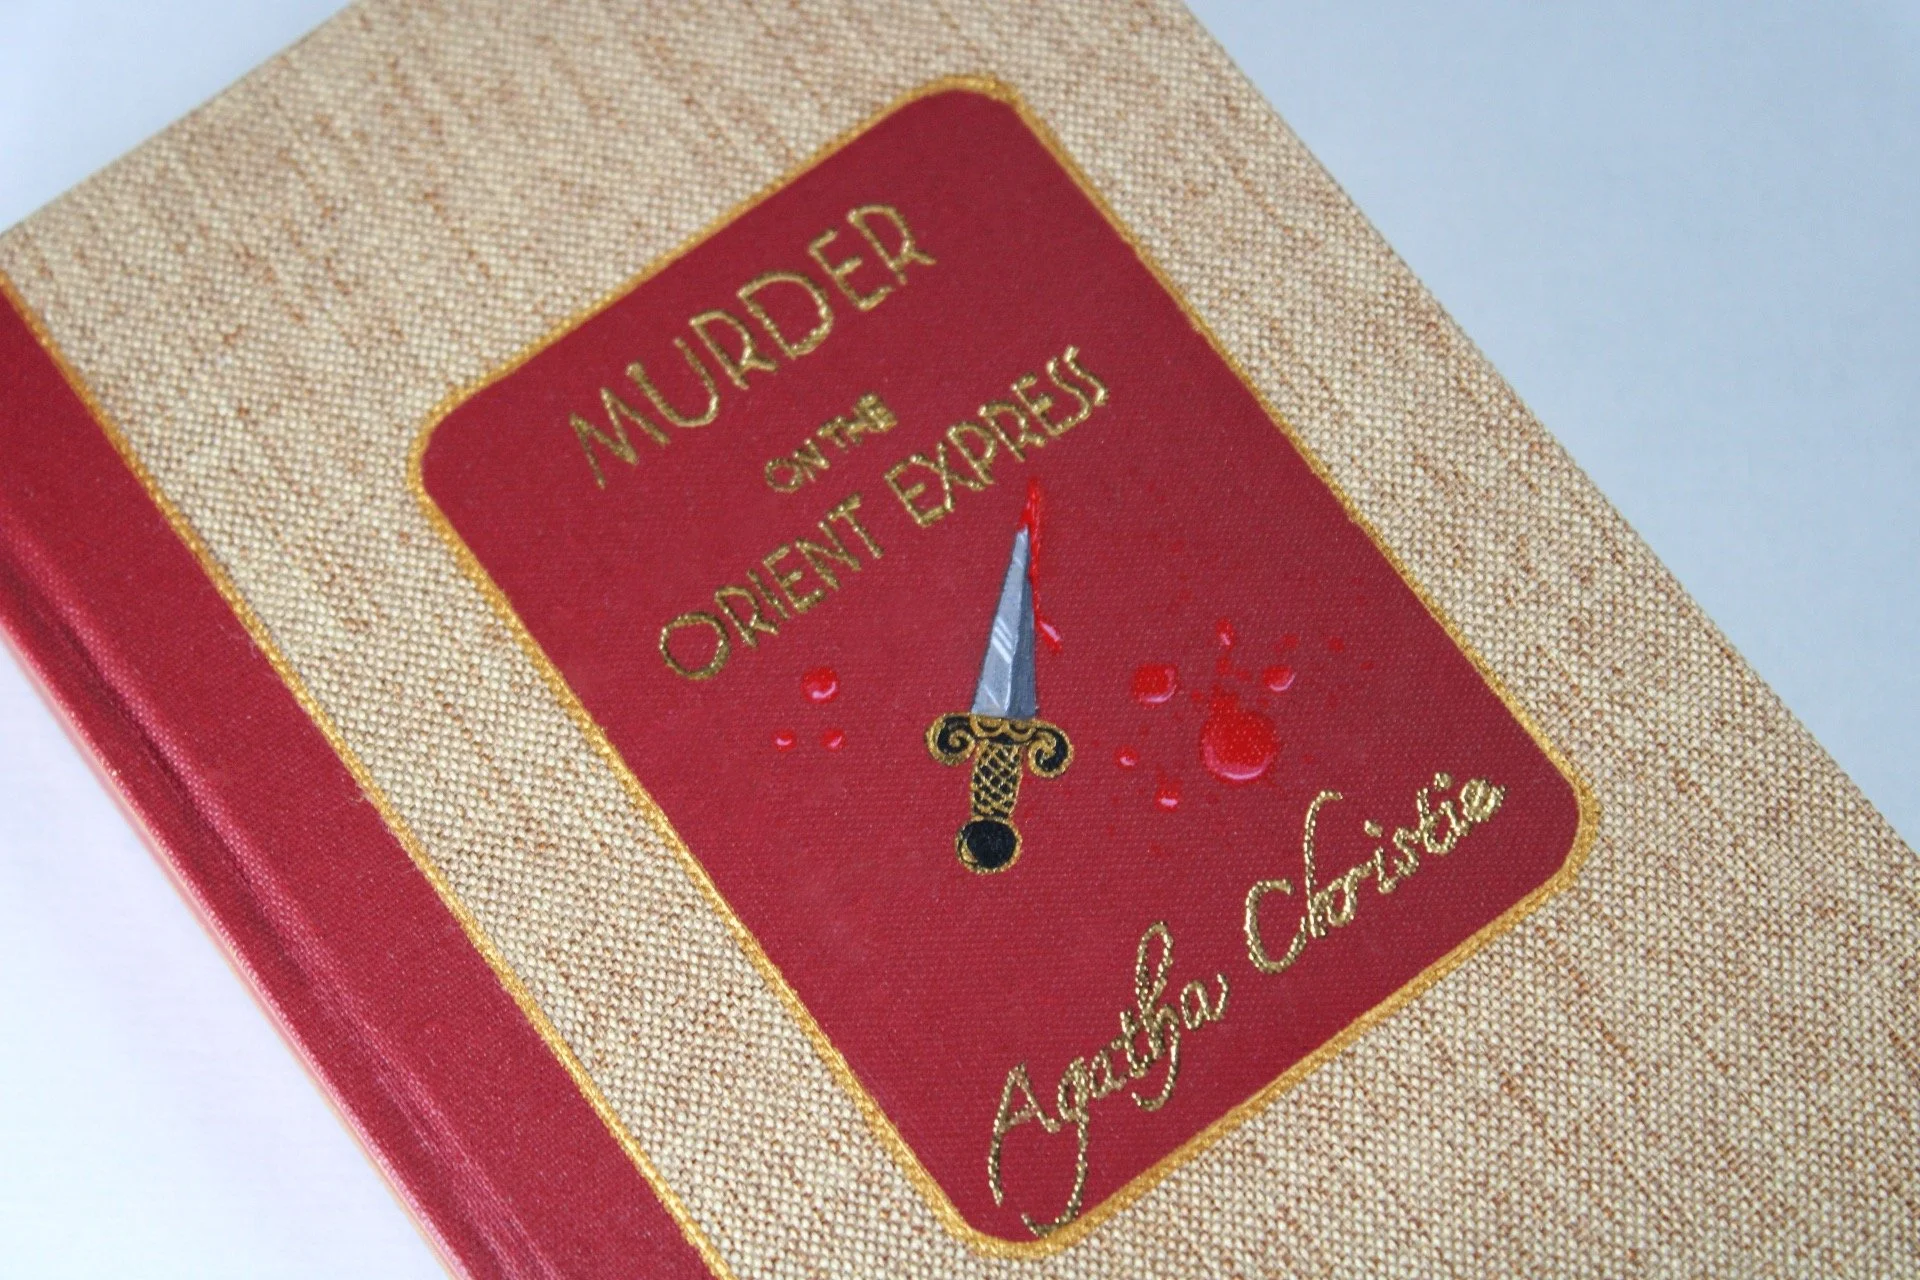 MURDER
ON THE
ORIENT EXPRESS
Agatha Christie